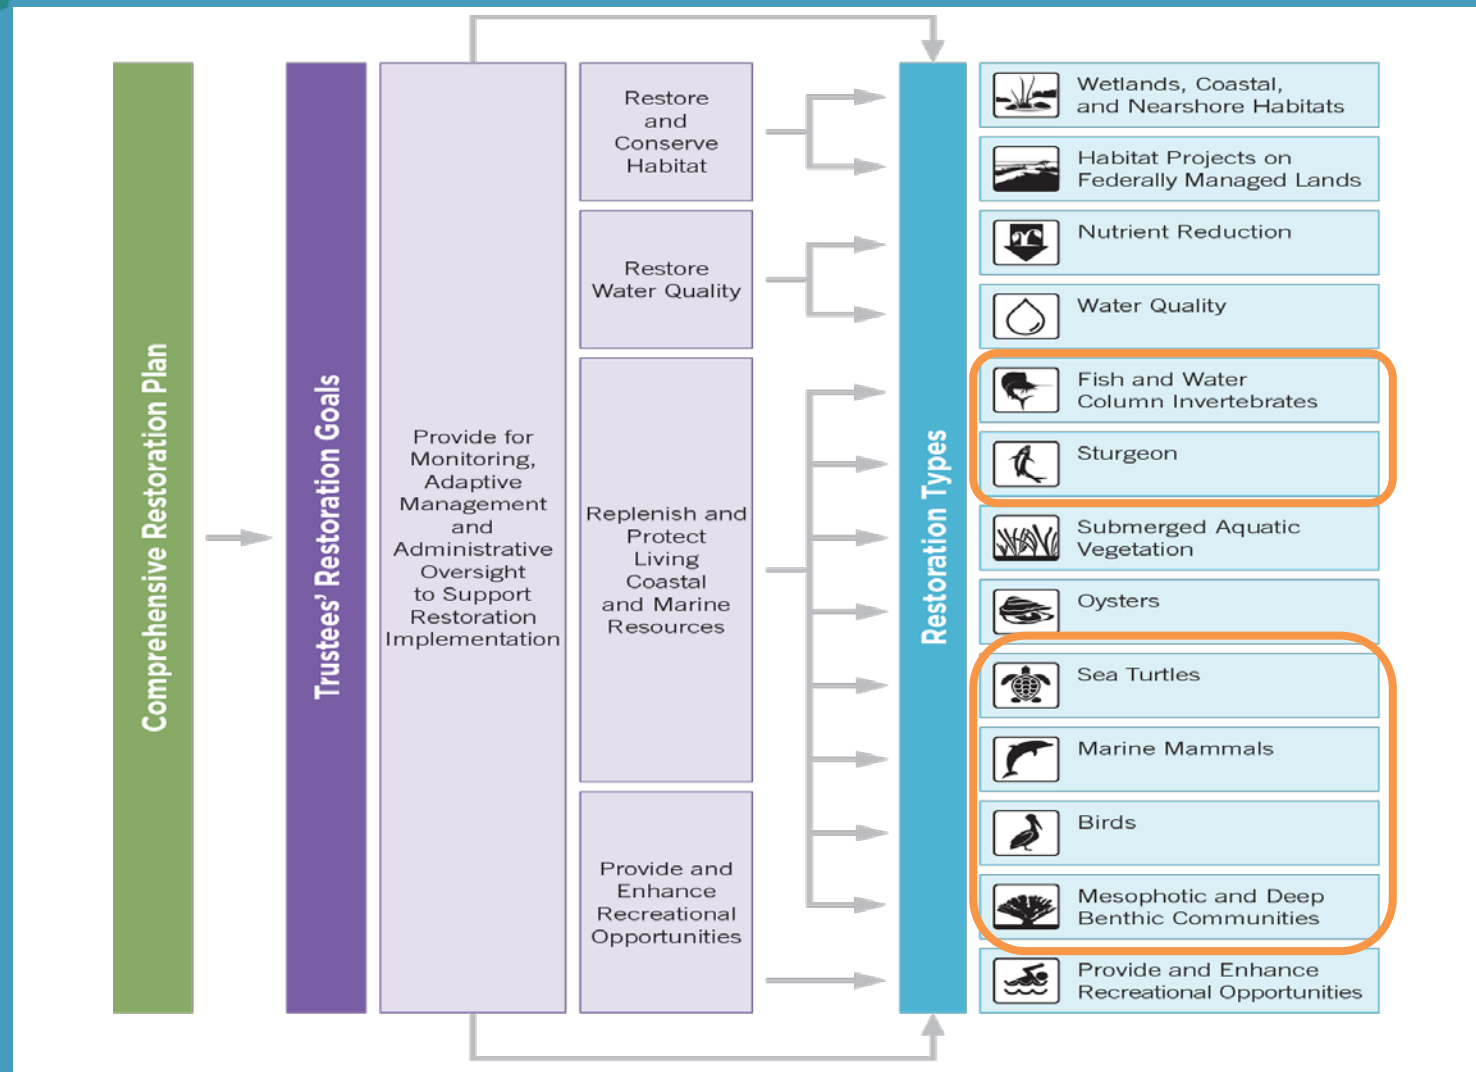 Comprehensive Restoration Plan
Trustees’ Restoration Goals
Provide for
Monitoring,
Adaptive
Management
and
Administrative
Oversight
to Support
Restoration
Implementation
Restore
and
Conserve
Habitat
Restore
Water Quality
Replenish and
Protect
Living
Coastal
and Marine
Resources
Provide and
Enhance
Recreational
Opportunities
Restoration Types
Wetlands, Coastal,
and Nearshore Habitats
Habitat Projects on
Federally Managed Lands
Nutrient Reduction
Water Quality
Fish and Water
Column Invertebrates
Sturgeon
Submerged Aquatic
Vegetation
Oysters
Sea Turtles
Marine Mammals
Birds
Mesophotic and Deep
Benthic Communities
Provide and Enhance
Recreational Opportunities